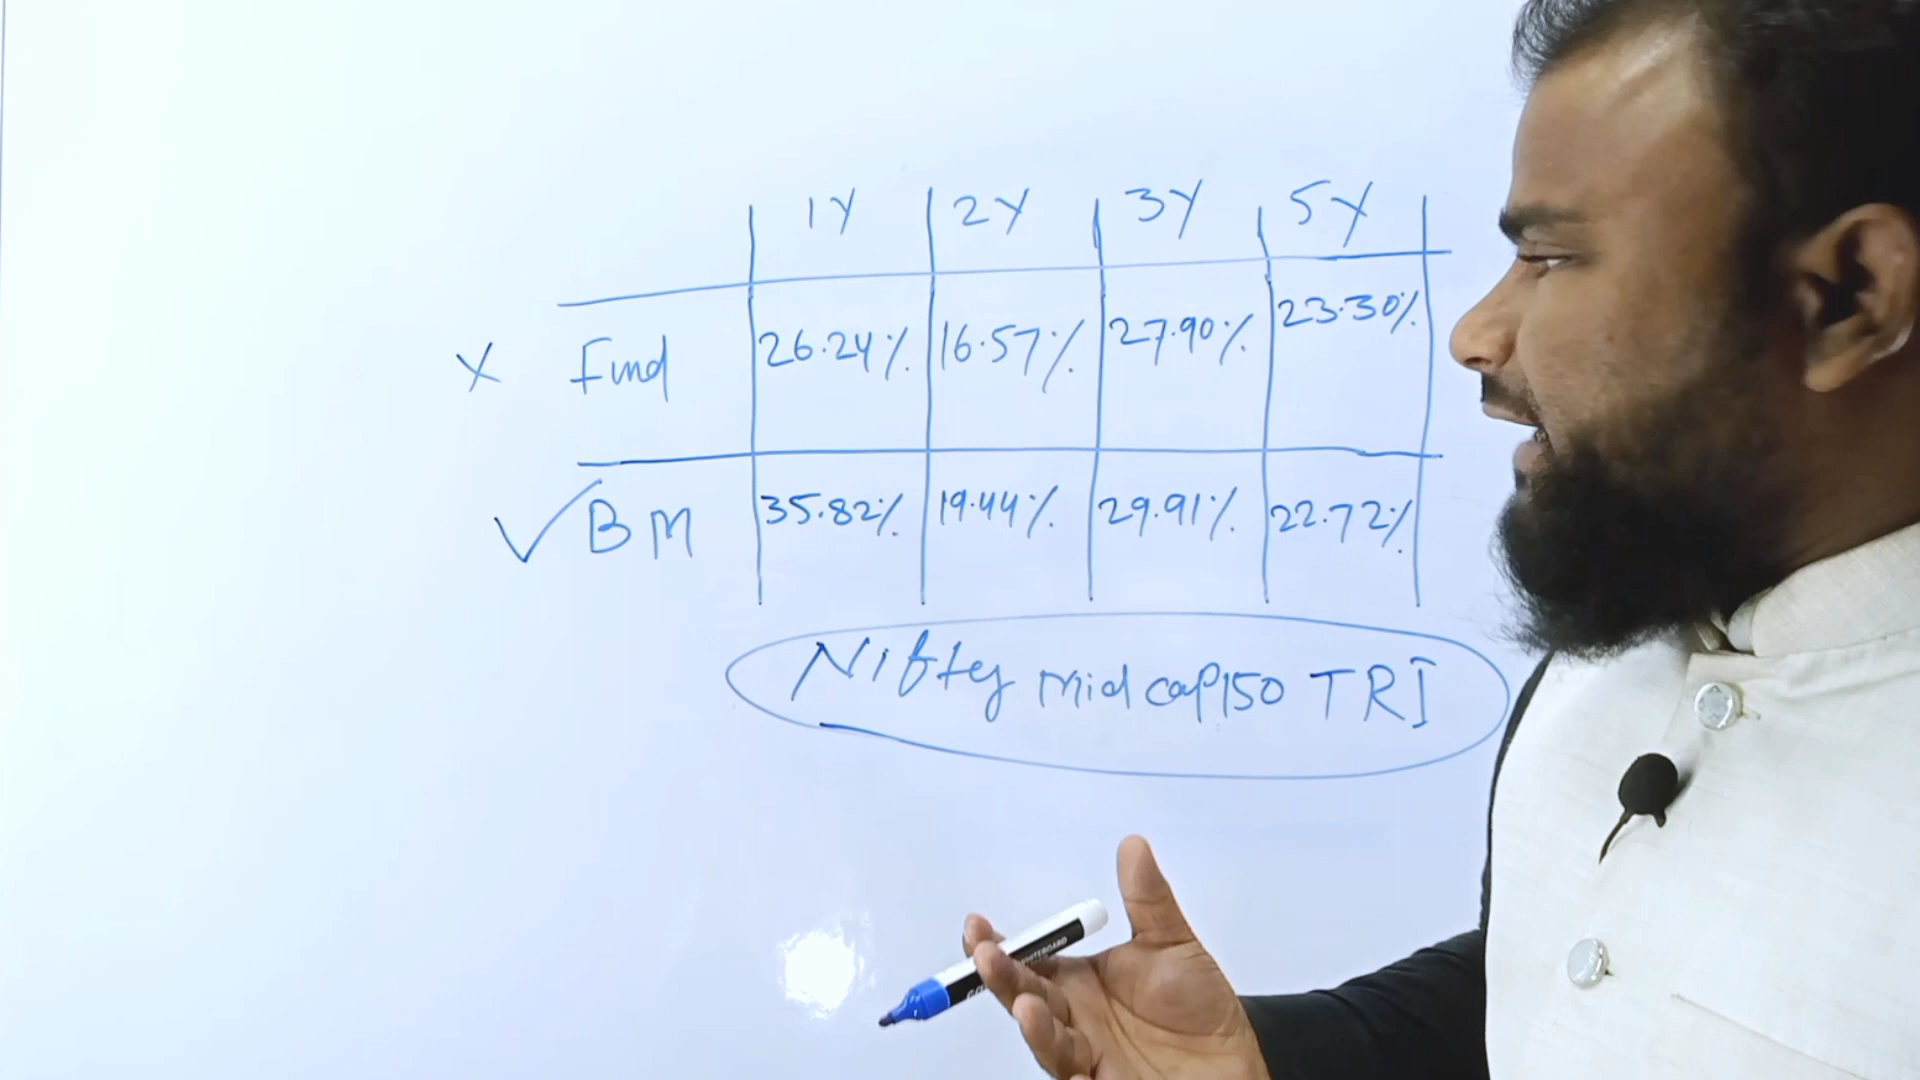 1Y 2Y 3Y 5Y
X Fund 26.24% 16.57% 27.90% 23.30%
✓ BM 35.82% 19.44% 29.91% 22.72%
Nifty midcap150 TRI